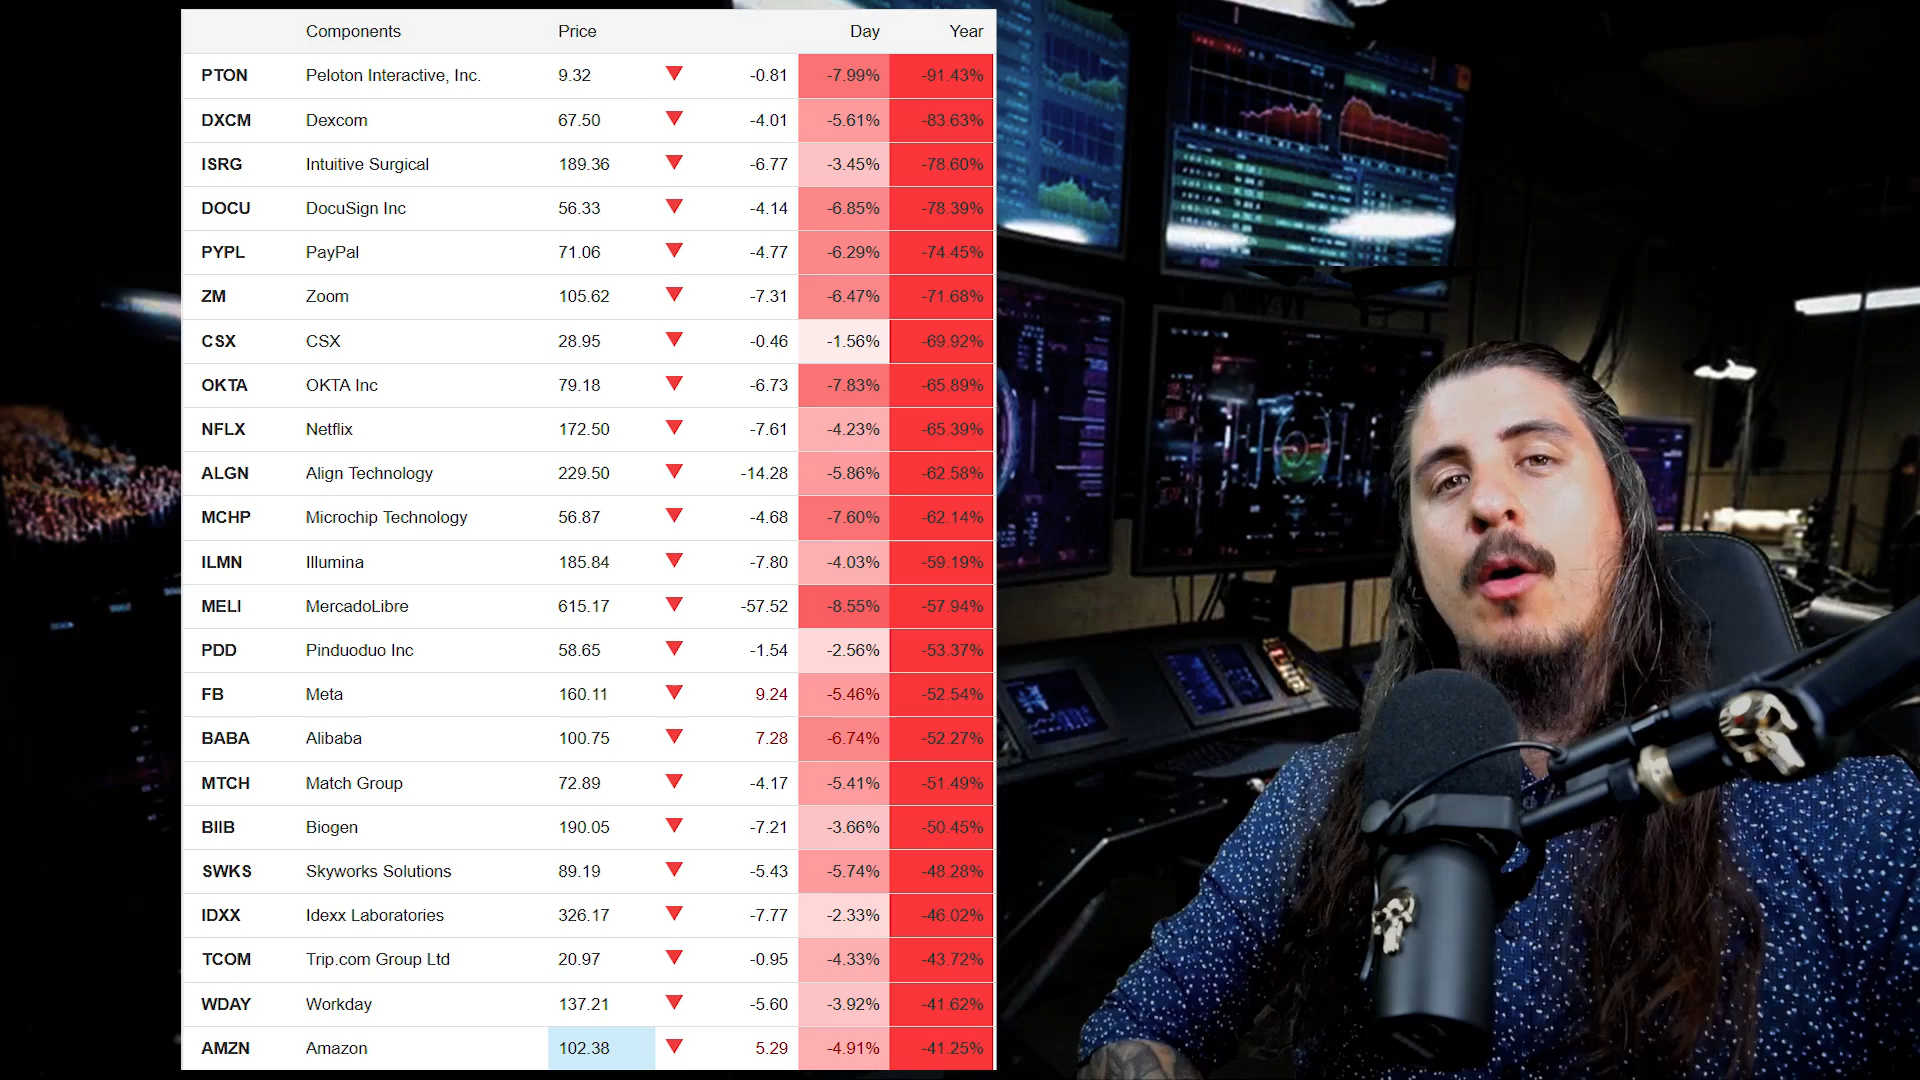 Components Price Day Year
PTON Peloton Interactive, Inc. 9.32 ▼ -0.81 -7.99% -91.43%
DXCM Dexcom 67.50 ▼ -4.01 -5.61% -83.63%
ISRG Intuitive Surgical 189.36 ▼ -6.77 -3.45% -78.60%
DOCU DocuSign Inc 56.33 ▼ -4.14 -6.85% -78.39%
PYPL PayPal 71.06 ▼ -4.77 -6.29% -74.45%
ZM Zoom 105.62 ▼ -7.31 -6.47% -71.68%
CSX CSX 28.95 ▼ -0.46 -1.56% -69.92%
OKTA OKTA Inc 79.18 ▼ -6.73 -7.83% -65.89%
NFLX Netflix 172.50 ▼ -7.61 -4.23% -65.39%
ALGN Align Technology 229.50 ▼ -14.28 -5.86% -62.58%
MCHP Microchip Technology 56.87 ▼ -4.68 -7.60% -62.14%
ILMN Illumina 185.84 ▼ -7.80 -4.03% -59.19%
MELI MercadoLibre 615.17 ▼ -57.52 -8.55% -57.94%
PDD Pinduoduo Inc 58.65 ▼ -1.54 -2.56% -53.37%
FB Meta 160.11 ▼ 9.24 -5.46% -52.54%
BABA Alibaba 100.75 ▼ 7.28 -6.74% -52.27%
MTCH Match Group 72.89 ▼ -4.17 -5.41% -51.49%
BIIB Biogen 190.05 ▼ -7.21 -3.66% -50.45%
SWKS Skyworks Solutions 89.19 ▼ -5.43 -5.74% -48.28%
IDXX Idexx Laboratories 326.17 ▼ -7.77 -2.33% -46.02%
TCOM Trip.com Group Ltd 20.97 ▼ -0.95 -4.33% -43.72%
WDAY Workday 137.21 ▼ -5.60 -3.92% -41.62%
AMZN Amazon 102.38 ▼ 5.29 -4.91% -41.25%